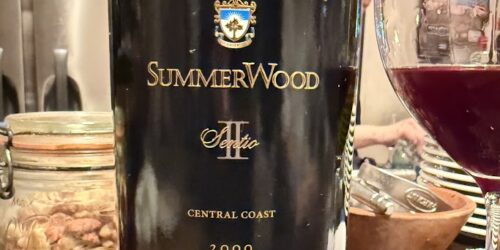 SUMMERWOOD
Sentio
II
CENTRAL COAST